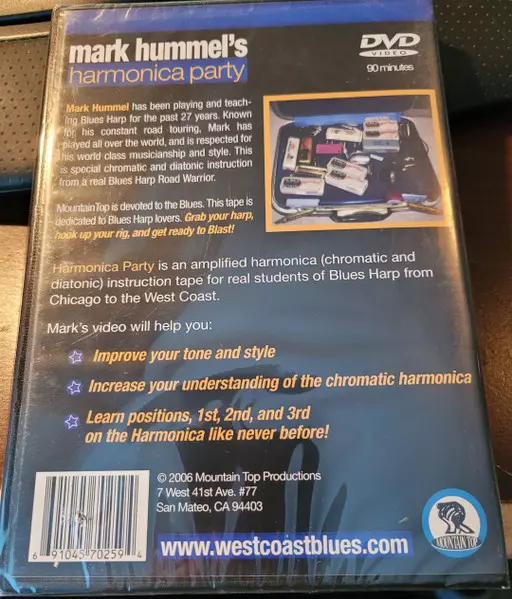 mark hummel's
harmonica party
DVD
VIDEO
90 minutes
Mark Hummel has been playing and teach-
ing Blues Harp for the past 27 years. Known
for his constant road touring, Mark has
played all over the world, and is respected for
his world class musicianship and style. This
is special chromatic and diatonic instruction
from a real Blues Harp Road Warrior.
MountainTop is devoted to the Blues. This tape is
dedicated to Blues Harp lovers. Grab your harp,
hook up your rig, and get ready to Blast!
Harmonica Party is an amplified harmonica (chromatic and
diatonic) instruction tape for real students of Blues Harp from
Chicago to the West Coast.
Mark's video will help you:
Improve your tone and style
Increase your understanding of the chromatic harmonica
Learn positions, 1st, 2nd, and 3rd
on the Harmonica like never before!
© 2006 Mountain Top Productions
7 West 41st Ave. #77
San Mateo, CA 94403
6 91045 70259 4
www.westcoastblues.com
MOUNTAIN TOP